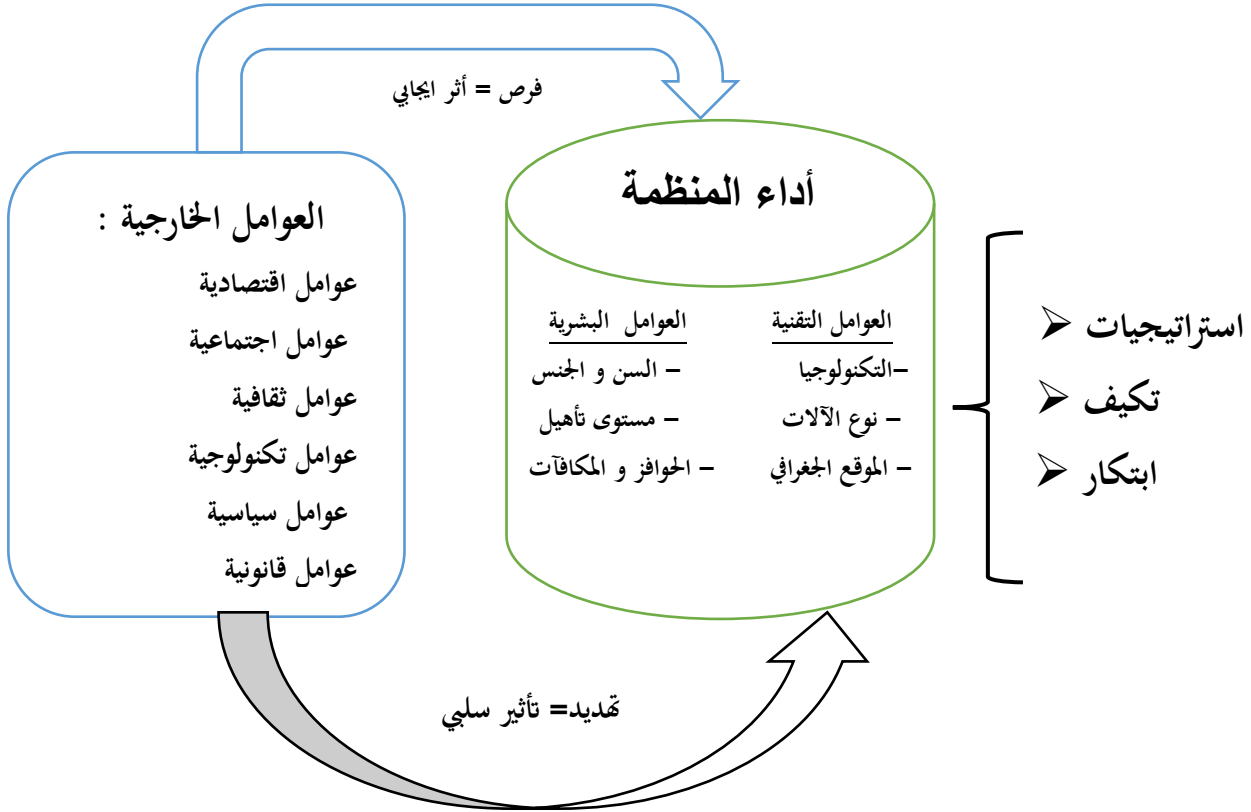 فرص = أثر ايجابي
أداء المنظمة
العوامل الخارجية :
عوامل اقتصادية
عوامل اجتماعية
عوامل ثقافية
عوامل تكنولوجية
عوامل سياسية
عوامل قانونية
العوامل التقنية
-التكنولوجيا
- نوع الآلات
- الموقع الجغرافي
العوامل البشرية
- السن و الجنس
- مستوى تأهيل
- الحوافز و المكافآت
استراتيجيات
تكيف
ابتكار
تهديد= تأثير سلبي